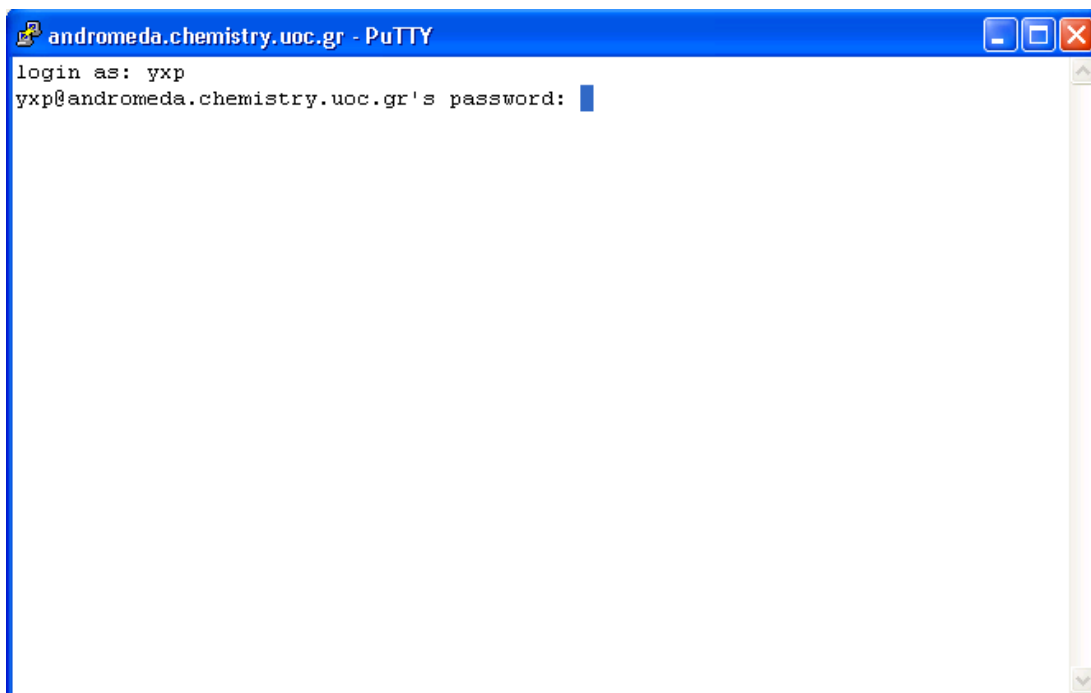 andromeda.chemistry.uoc.gr - PuTTY
login as: yxp
yxp@andromeda.chemistry.uoc.gr's password: